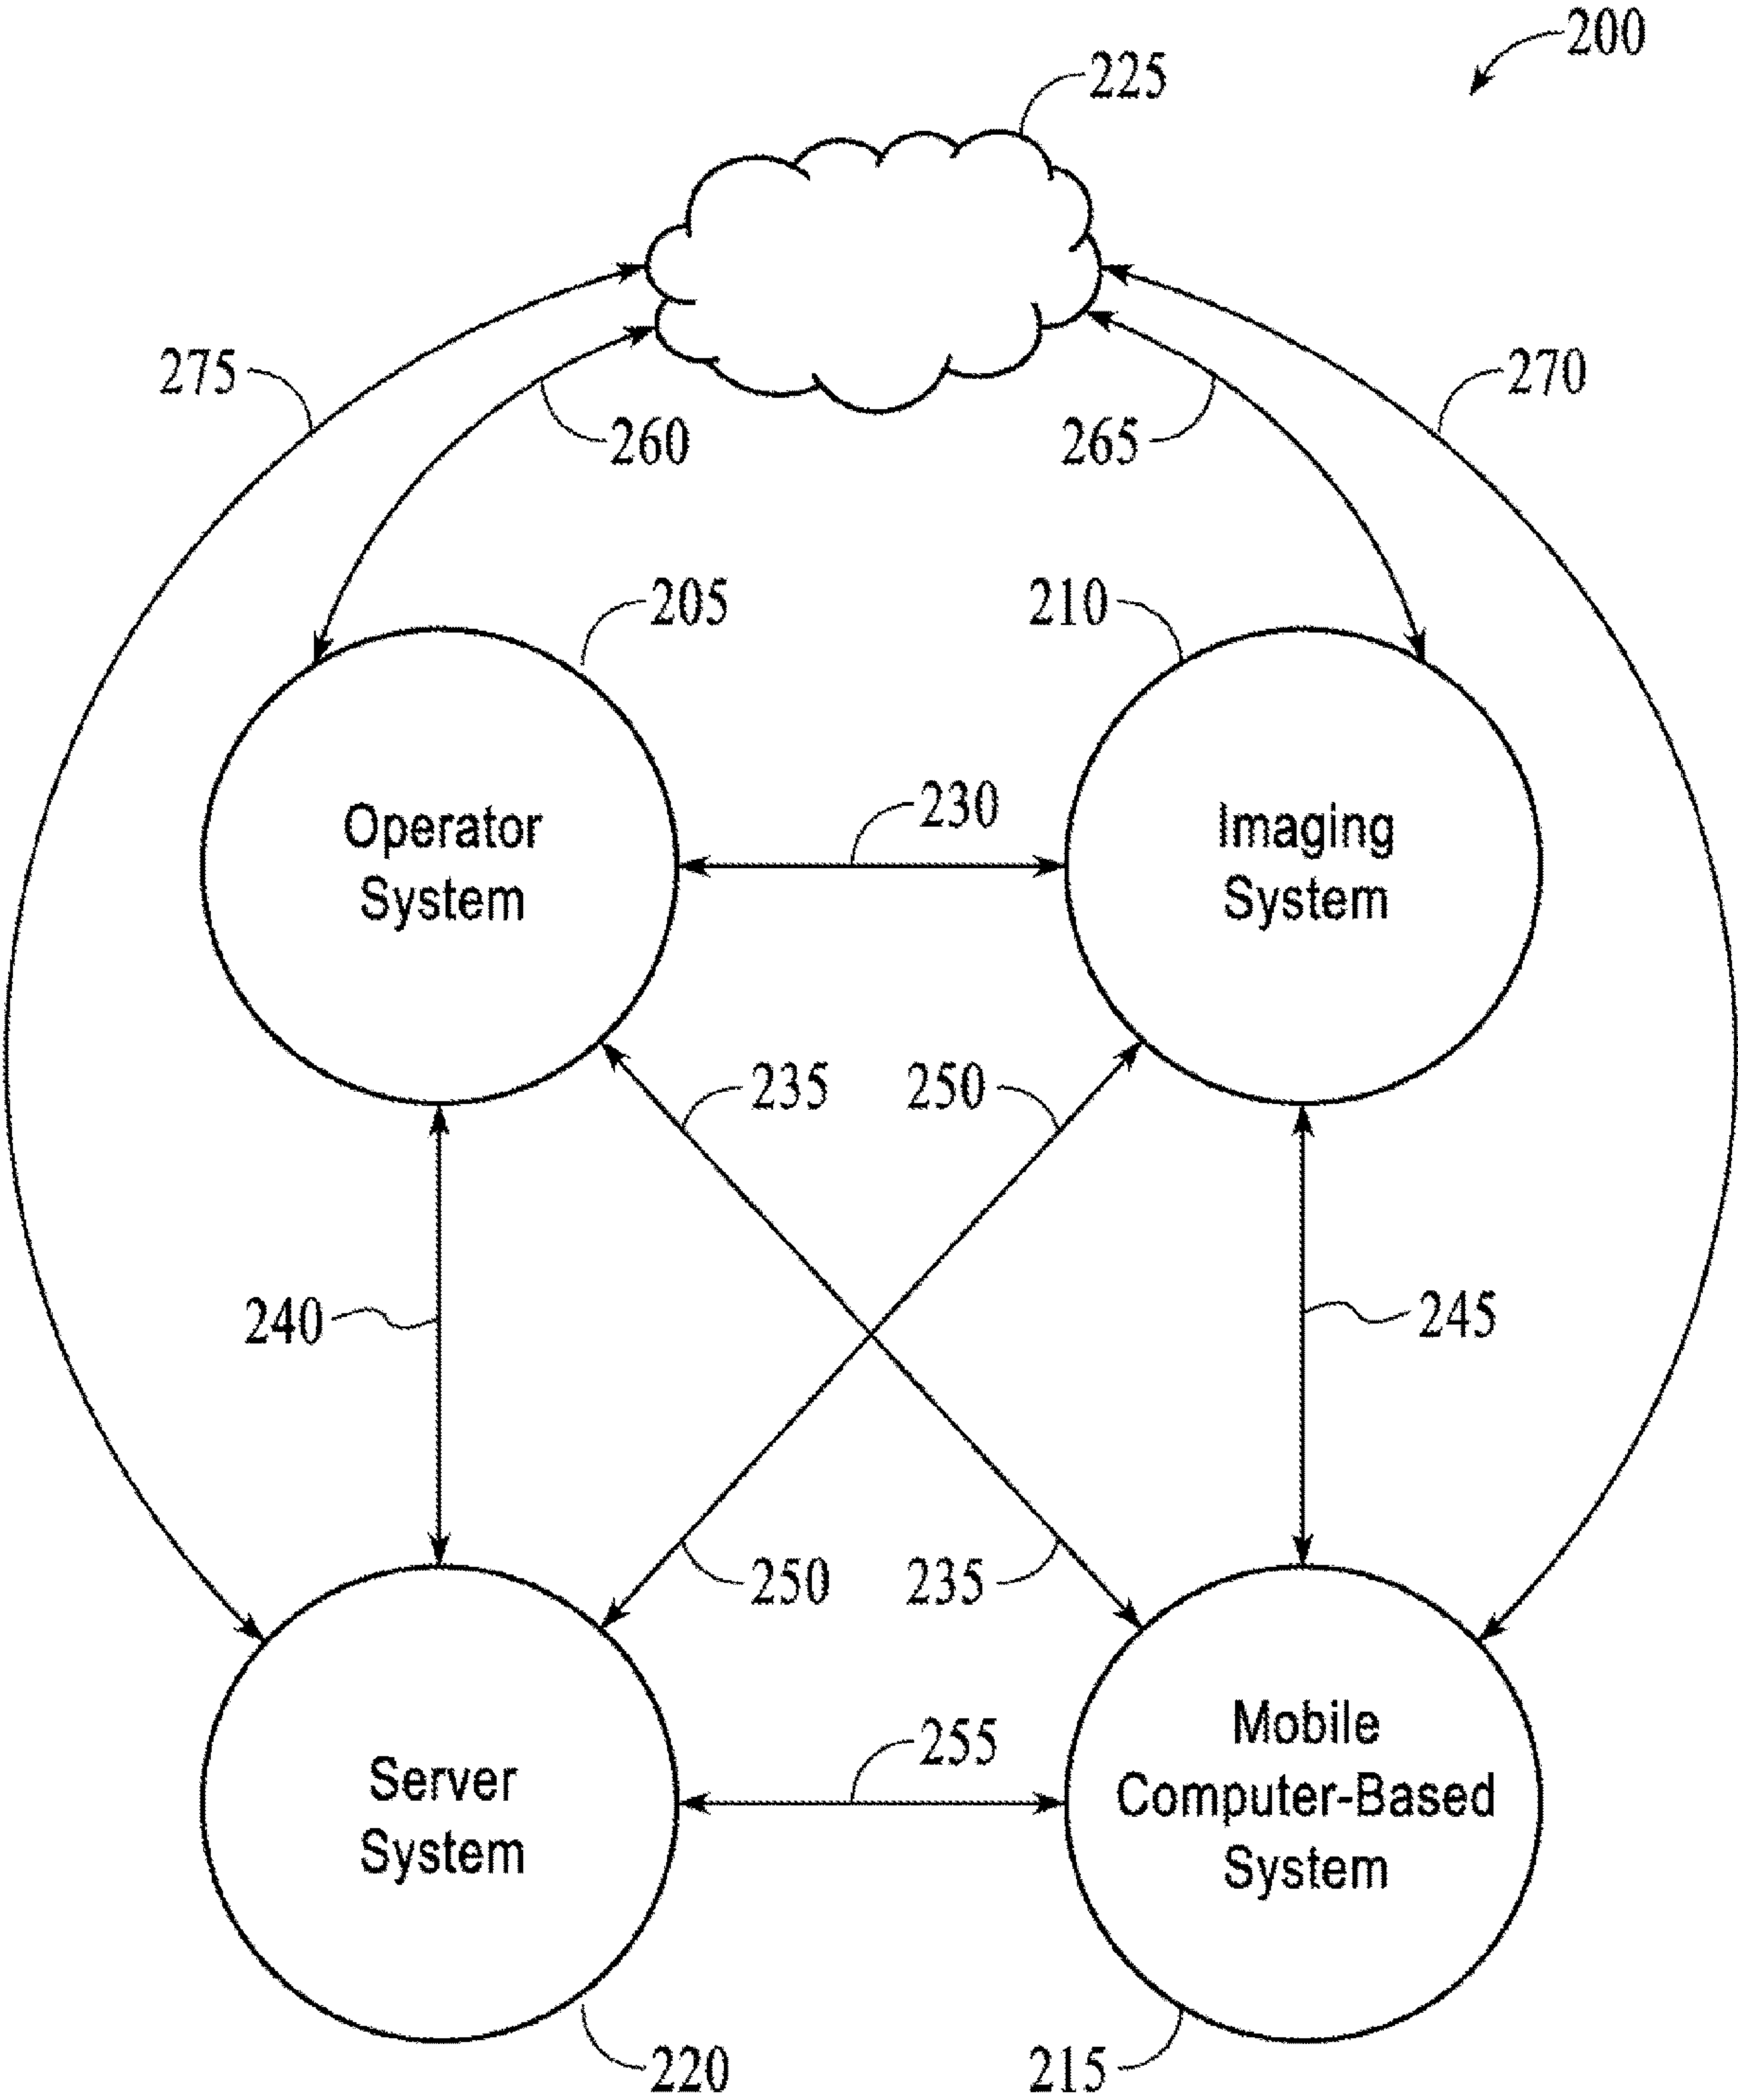 200
225
275
260
265
270
205
210
230
Operator
System
Imaging
System
235
250
240
245
250
235
255
Server
System
Mobile
Computer-Based
System
220
215